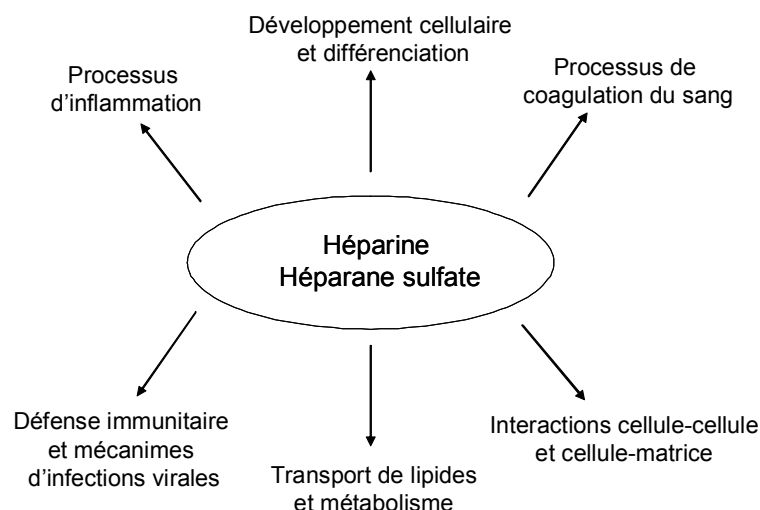 Développement cellulaire
et différenciation
Processus
d'inflammation
Processus de
coagulation du sang
Héparine
Héparane sulfate
Défense immunitaire
et mécanimes
d'infections virales
Transport de lipides
et métabolisme
Interactions cellule-cellule
et cellule-matrice